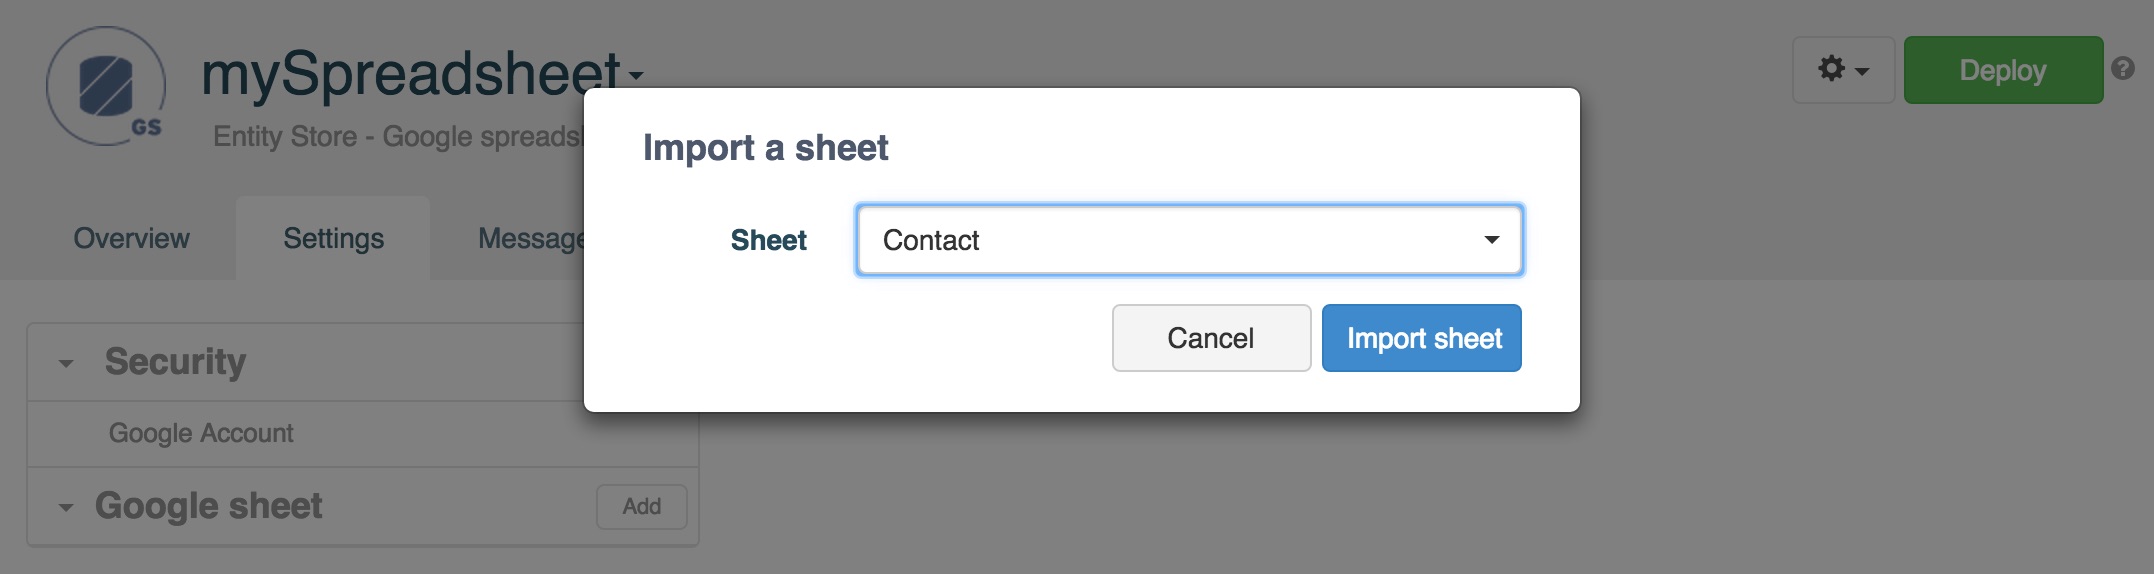 GS
mySpreadsheet
Entity Store - Google
Deploy
?
Overview
Settings
Message
Import a sheet
Sheet
Contact
Cancel
Import sheet
Security
Google Account
Google sheet
Add